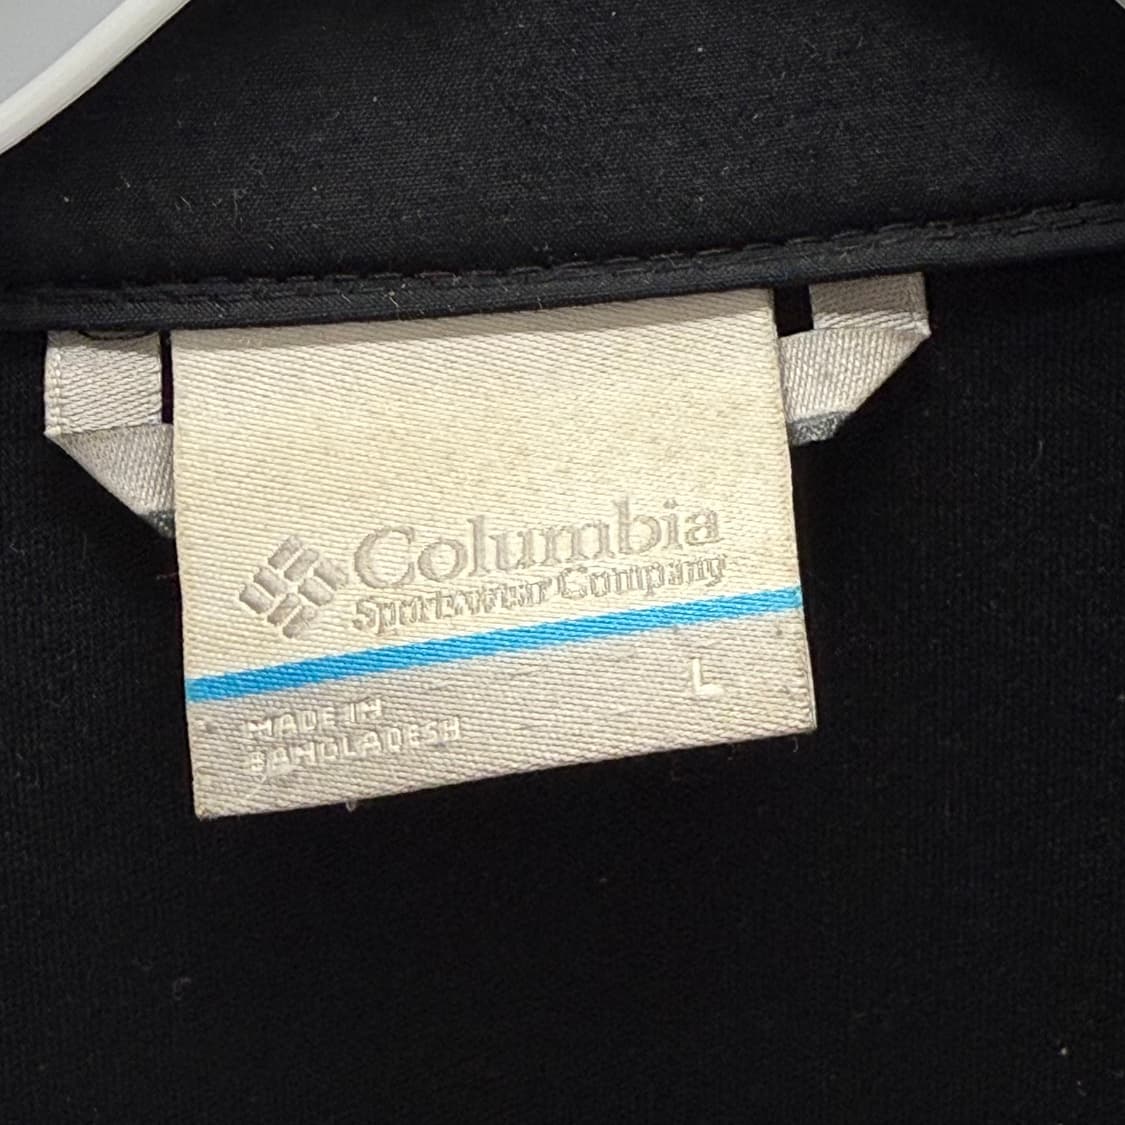 Columbia
Sportswear Company
L
MADE IN
BANGLADESH